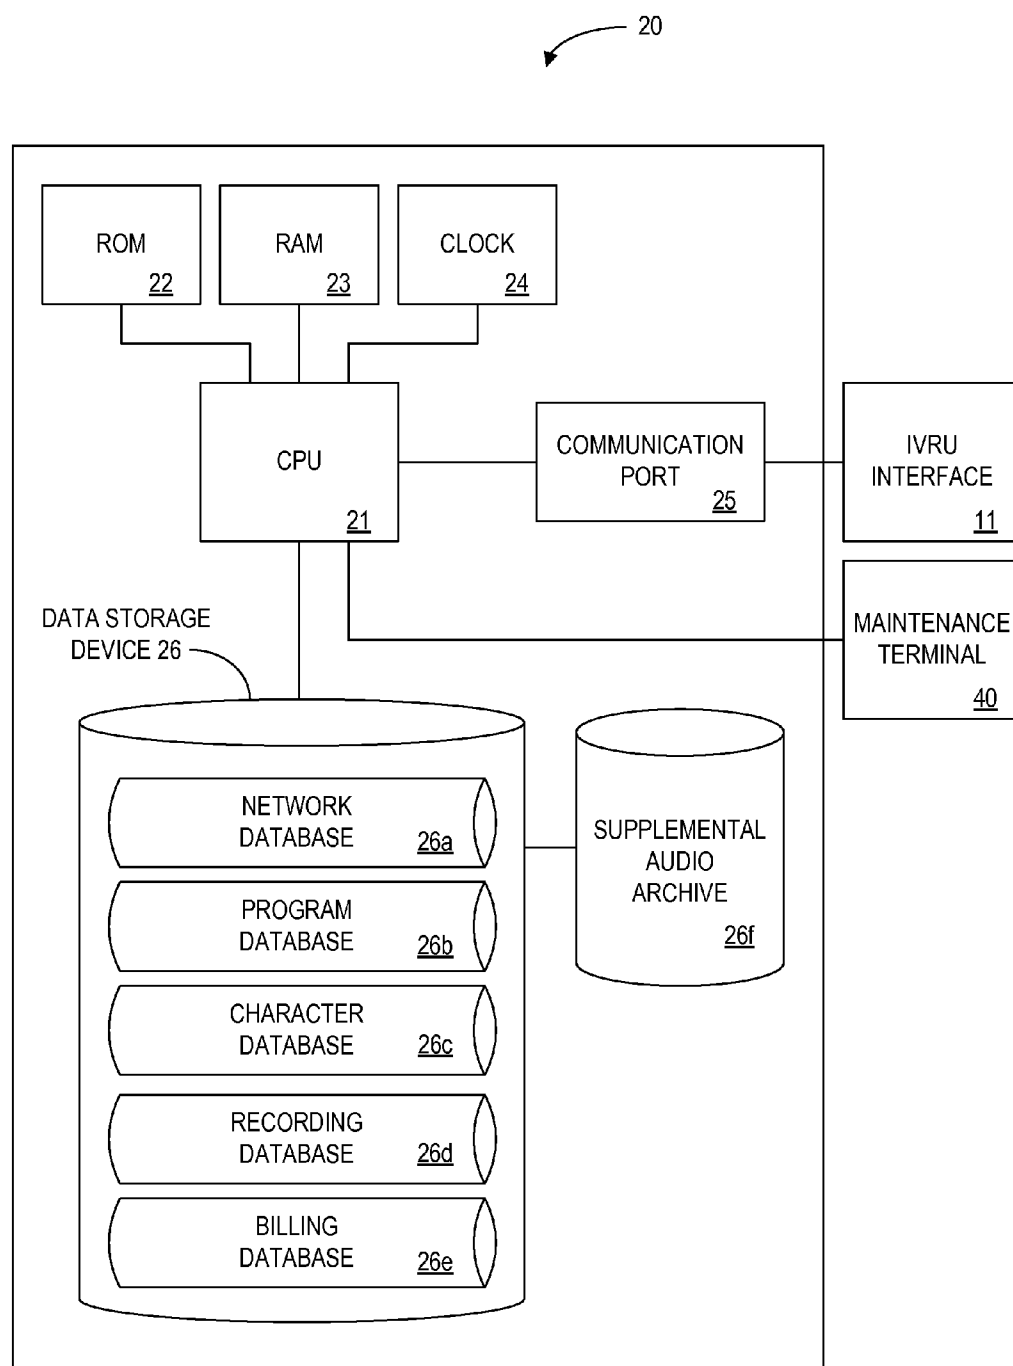 20
ROM
22
RAM
23
CLOCK
24
CPU
21
COMMUNICATION
PORT
25
IVRU
INTERFACE
11
MAINTENANCE
TERMINAL
40
DATA STORAGE
DEVICE 26
NETWORK
DATABASE
26a
PROGRAM
DATABASE
26b
CHARACTER
DATABASE
26c
RECORDING
DATABASE
26d
BILLING
DATABASE
26e
SUPPLEMENTAL
AUDIO
ARCHIVE
26f